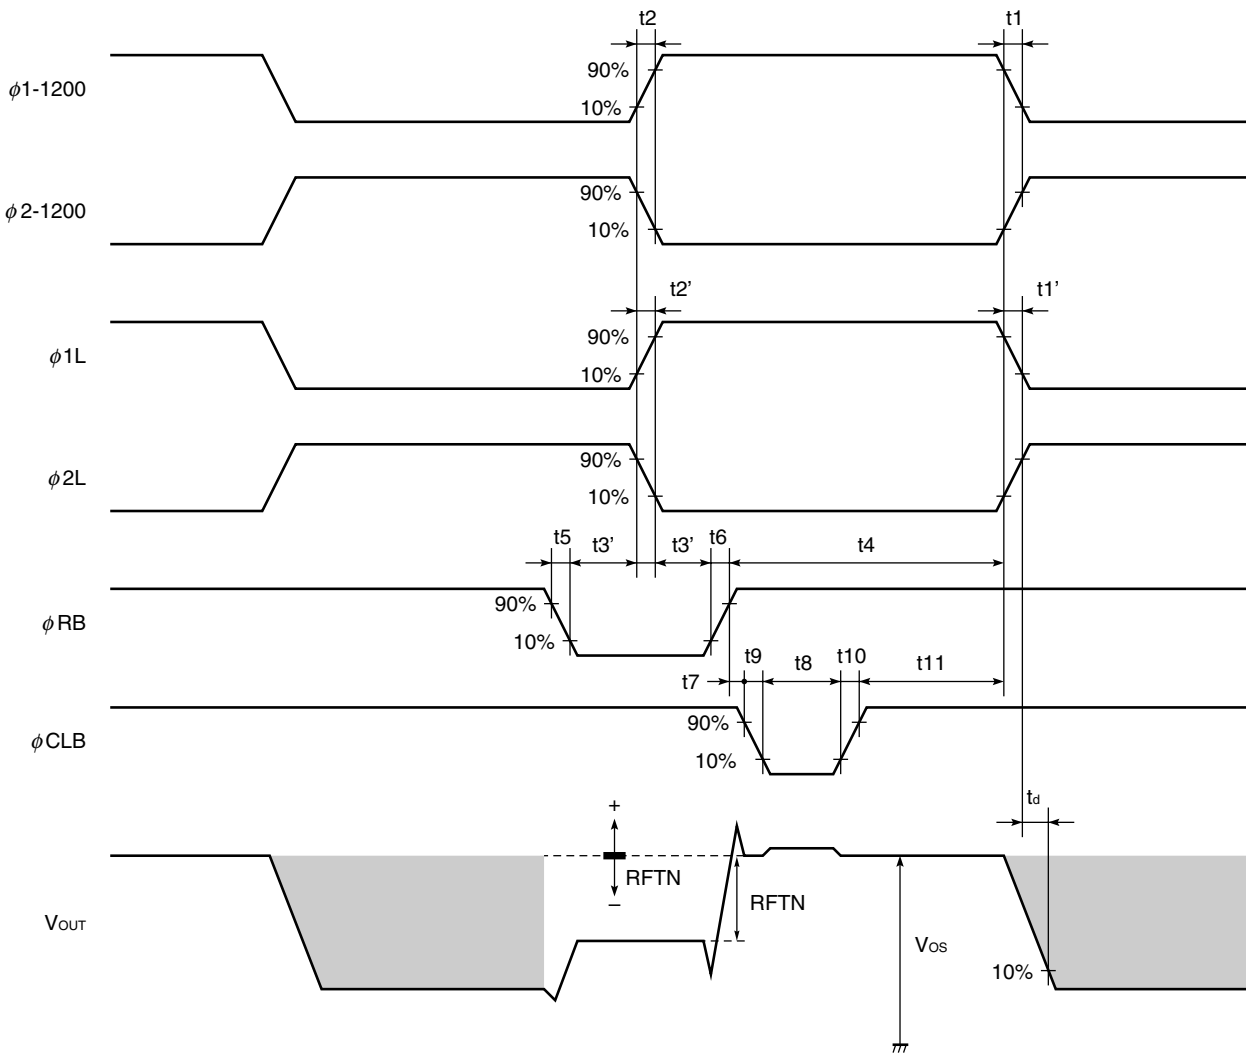 t2 t1
90%
ϕ1-1200
10%
90%
ϕ2-1200
10%
t2’ t1’
90%
ϕ1L
10%
90%
ϕ2L
10%
t5 t3’ t3’ t6 t4
90%
ϕRB
10%
t7 t9 t8 t10 t11
90%
ϕCLB
10%
td
+
RFTN
−
RFTN
VOUT
VOS
10%